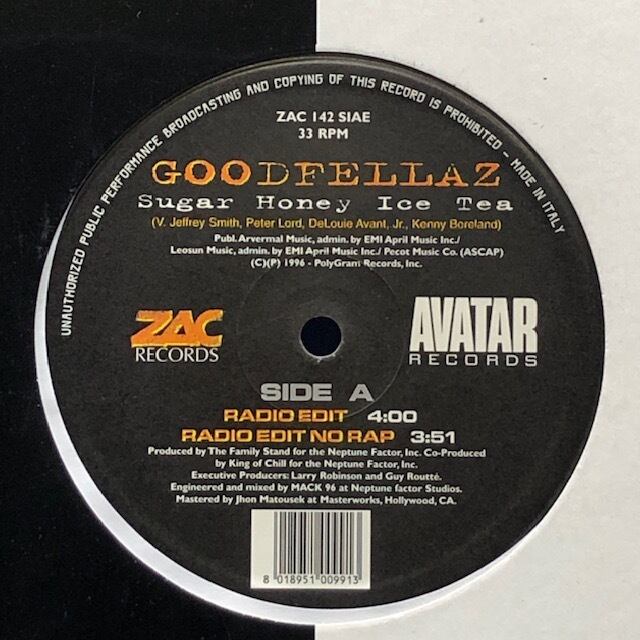 UNAUTHORIZED PUBLIC PERFORMANCE BROADCASTING AND COPYING OF THIS RECORD IS PROHIBITED - MADE IN ITALY
ZAC 142 SIAE
33 RPM
GOODFELLAZ
Sugar Honey Ice Tea
(V. Jeffrey Smith, Peter Lord, DeLouie Avant, Jr., Kenny Boreland)
Publ. Arvermal Music, admin. by EMI April Music Inc./
Leosun Music, admin. by EMI April Music Inc./ Pecot Music Co. (ASCAP)
(C)(P) 1996 - PolyGram Records, Inc.
ZAC
RECORDS
AVATAR
RECORDS
SIDE A
RADIO EDIT 4:00
RADIO EDIT NO RAP 3:51
Produced by The Family Stand for the Neptune Factor, Inc. Co-Produced
by King of Chill for the Neptune Factor, Inc.
Executive Producers: Larry Robinson and Guy Routté.
Engineered and mixed by MACK 96 at Neptune factor Studios.
Mastered by Jhon Matousek at Masterworks, Hollywood, CA.
8 018951 009913